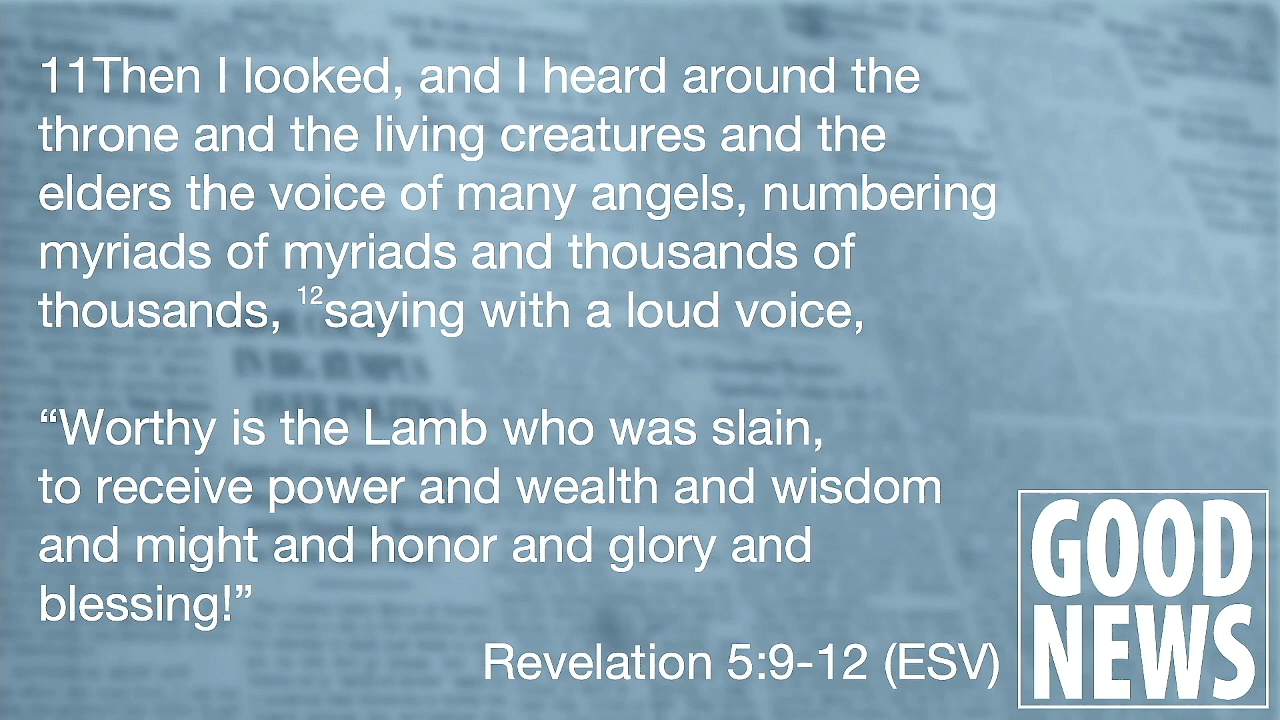 11Then I looked, and I heard around the
throne and the living creatures and the
elders the voice of many angels, numbering
myriads of myriads and thousands of
thousands, 12saying with a loud voice,
“Worthy is the Lamb who was slain,
to receive power and wealth and wisdom
and might and honor and glory and
blessing!”
Revelation 5:9-12 (ESV)
GOOD
NEWS